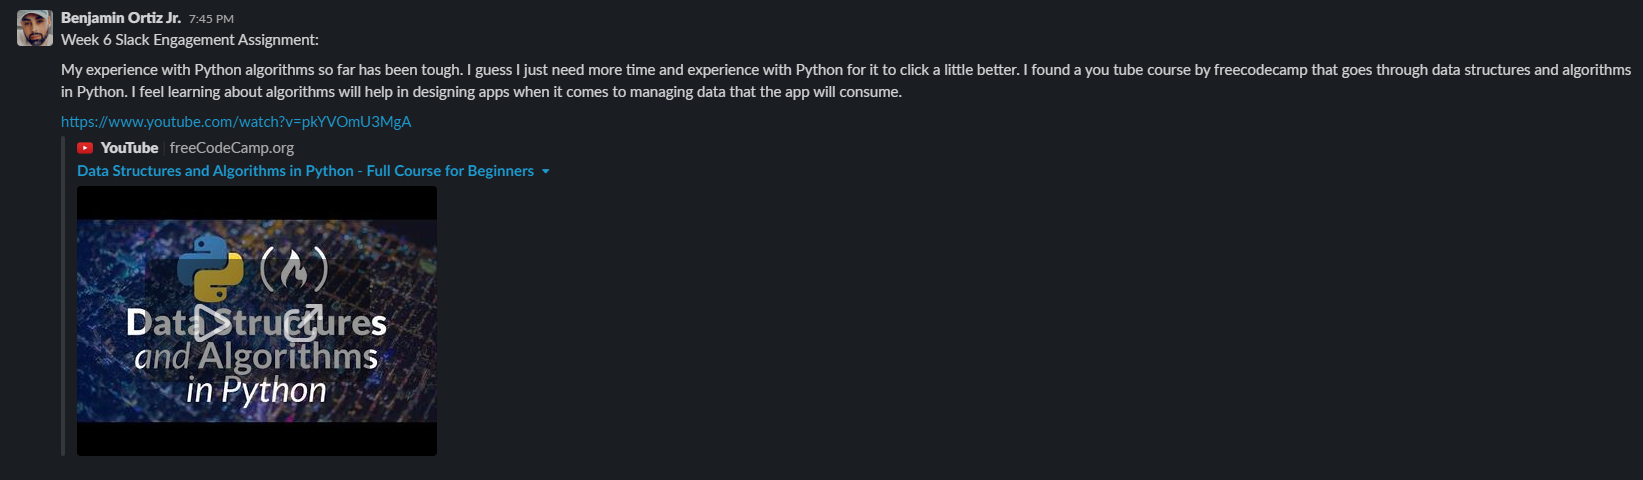 Benjamin Ortiz Jr. 7:45 PM
Week 6 Slack Engagement Assignment:
My experience with Python algorithms so far has been tough. I guess I just need more time and experience with Python for it to click a little better. I found a you tube course by freecodecamp that goes through data structures and algorithms
in Python. I feel learning about algorithms will help in designing apps when it comes to managing data that the app will consume.
https://www.youtube.com/watch?v=pkYVOmU3MgA
YouTube freeCodeCamp.org
Data Structures and Algorithms in Python - Full Course for Beginners
Data Structures
and Algorithms
in Python